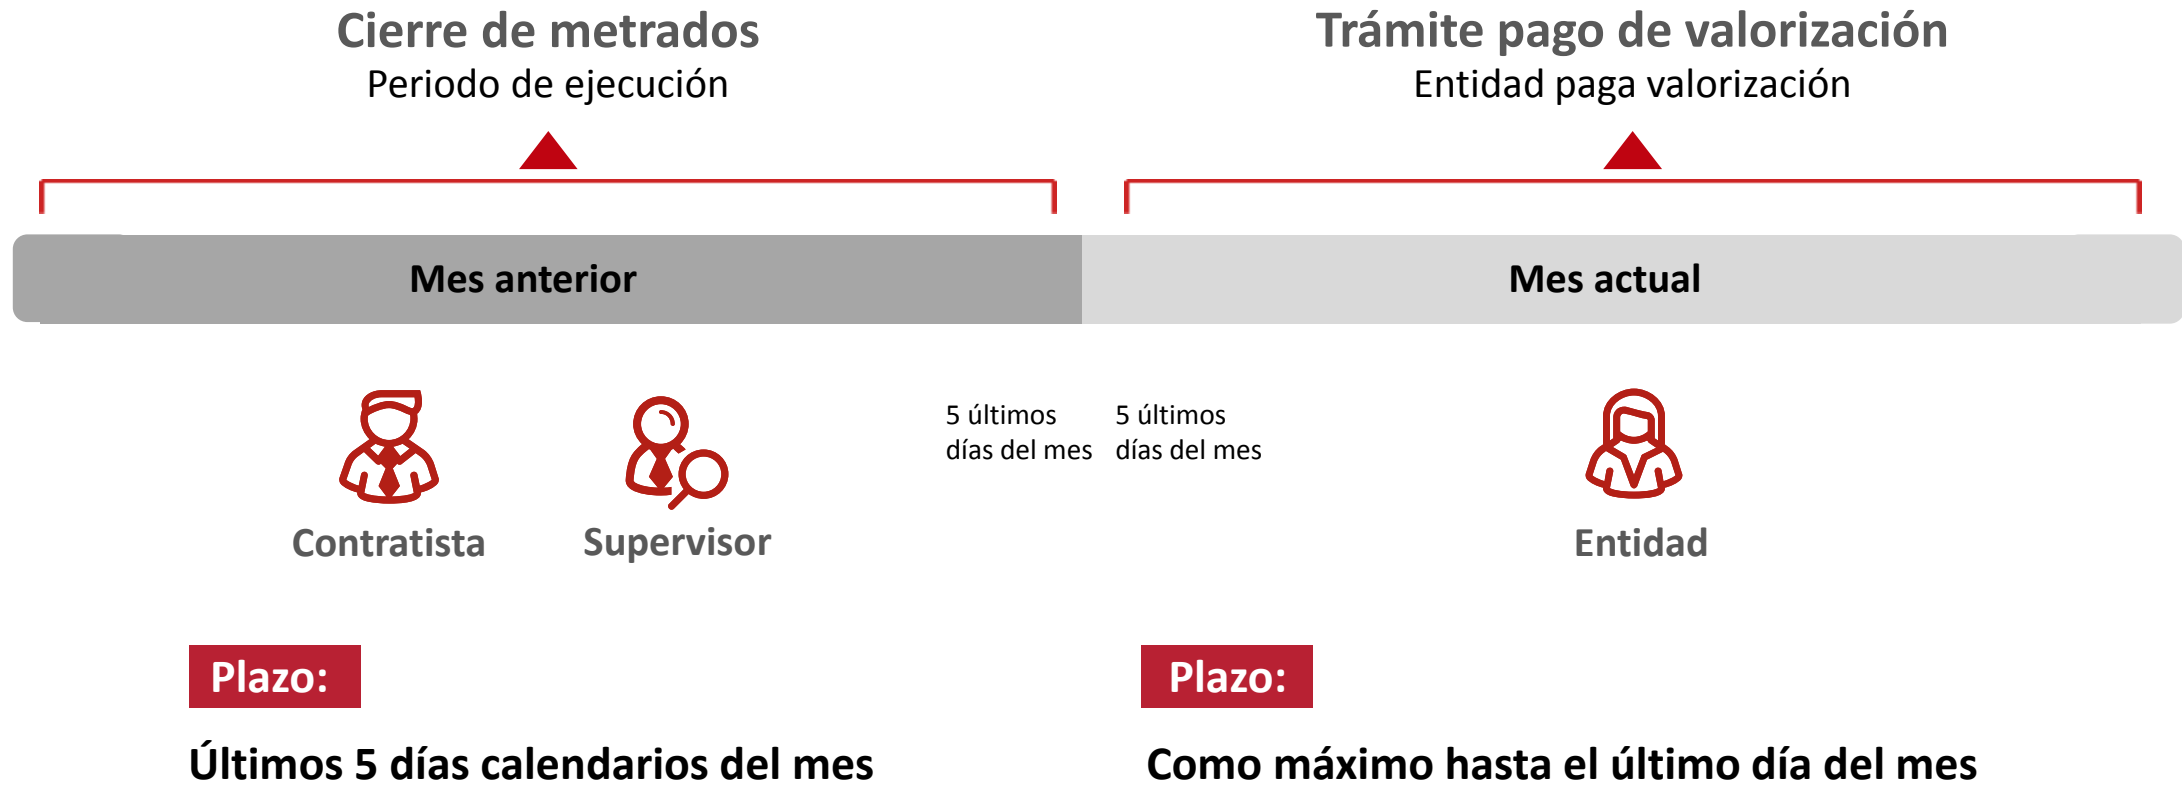 Cierre de metrados
Periodo de ejecución
Trámite pago de valorización
Entidad paga valorización
Mes anterior
Mes actual
Contratista
Supervisor
5 últimos
días del mes
5 últimos
días del mes
Entidad
Plazo:
Últimos 5 días calendarios del mes
Plazo:
Como máximo hasta el último día del mes